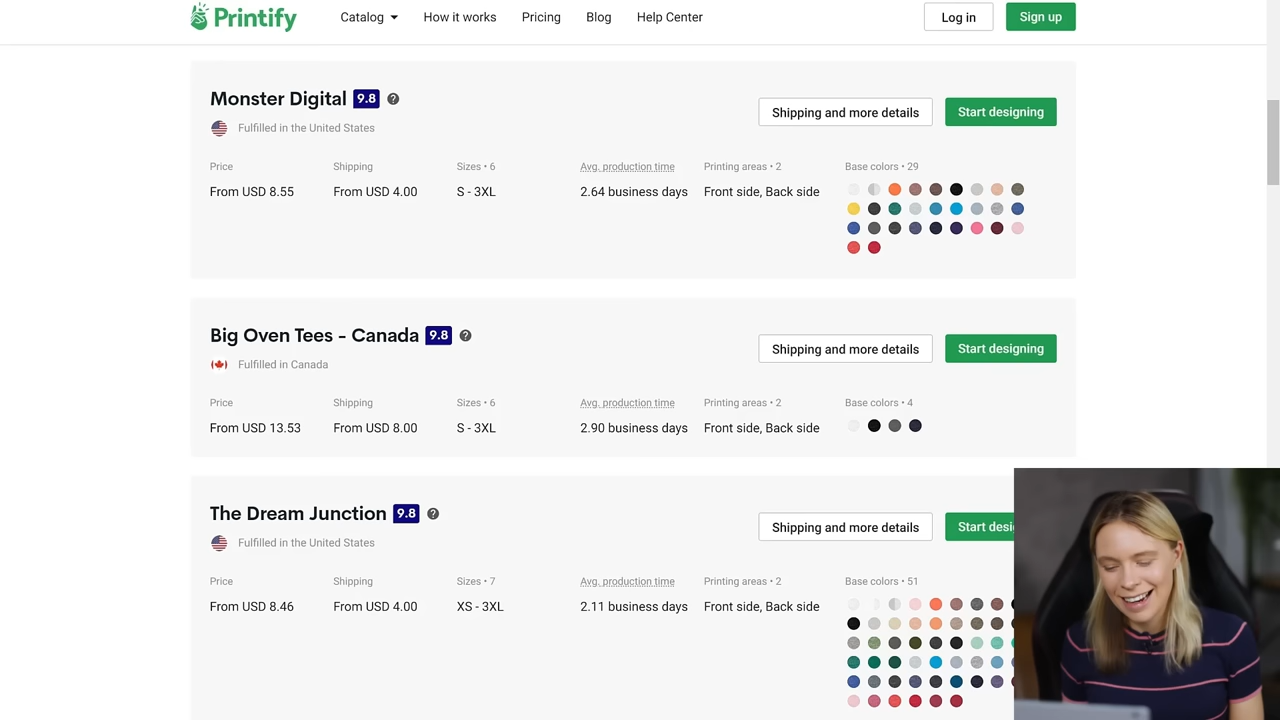 Printify
Catalog
How it works
Pricing
Blog
Help Center
Log in
Sign up
Monster Digital 9.8 ?
Fulfilled in the United States
Shipping and more details
Start designing
Price
Shipping
Sizes • 6
Avg. production time
Printing areas • 2
Base colors • 29
From USD 8.55
From USD 4.00
S - 3XL
2.64 business days
Front side, Back side
Big Oven Tees - Canada 9.8 ?
Fulfilled in Canada
Shipping and more details
Start designing
Price
Shipping
Sizes • 6
Avg. production time
Printing areas • 2
Base colors • 4
From USD 13.53
From USD 8.00
S - 3XL
2.90 business days
Front side, Back side
The Dream Junction 9.8 ?
Fulfilled in the United States
Shipping and more details
Start desi
Price
Shipping
Sizes • 7
Avg. production time
Printing areas • 2
Base colors • 51
From USD 8.46
From USD 4.00
XS - 3XL
2.11 business days
Front side, Back side